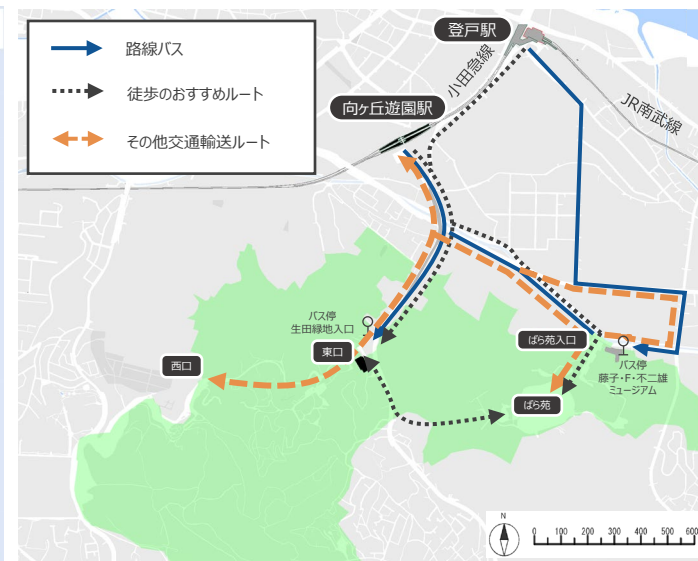 路線バス
徒歩のおすすめルート
その他交通輸送ルート
登戸駅
小田急線
向ヶ丘遊園駅
JR南武線
バス停
生田緑地入口
東口
西口
ばら苑入口
バス停
藤子・F・不二雄
ミュージアム
ばら苑
N
0 100 200 300 400 500 600